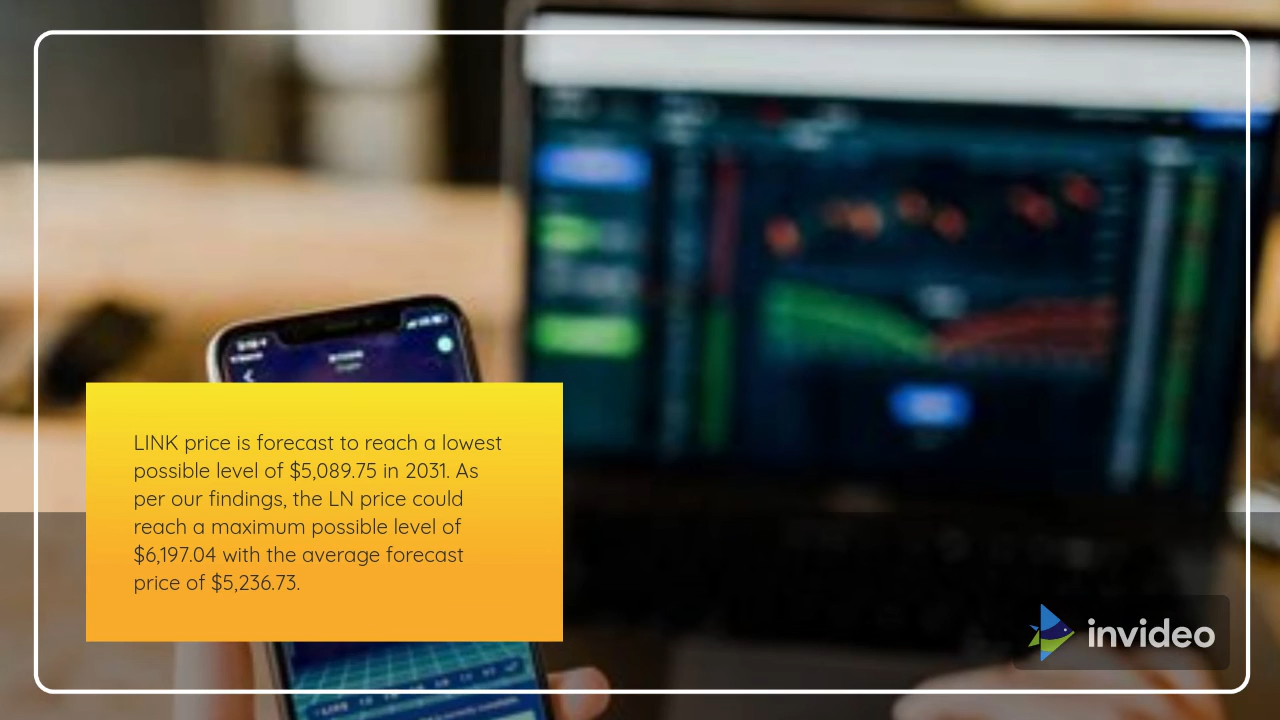 LINK price is forecast to reach a lowest
possible level of $5,089.75 in 2031. As
per our findings, the LN price could
reach a maximum possible level of
$6,197.04 with the average forecast
price of $5,236.73.
invideo